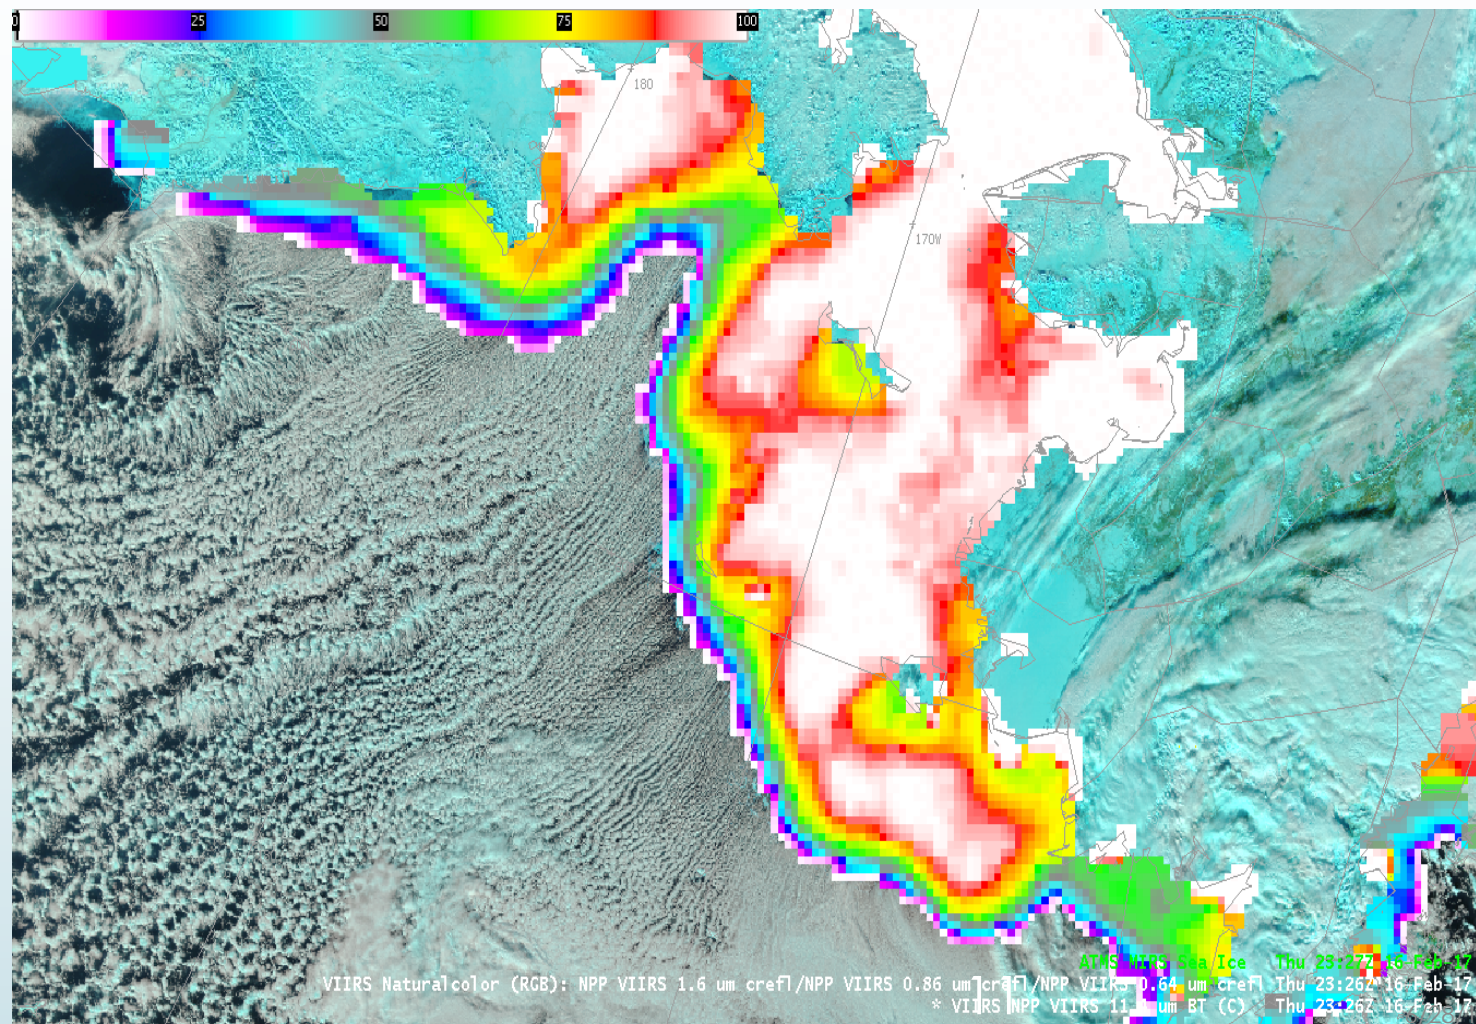 0 25 50 75 100
180
170W
ATMS MIRS Sea Ice Thu 23:27Z 16-Feb-17
VIIRS Naturalcolor (RGB): NPP VIIRS 1.6 um crefl/NPP VIIRS 0.86 um crefl/NPP VIIRS 0.64 um crefl Thu 23:26Z 16-Feb-17
* VIIRS NPP VIIRS um BT (C) Thu 23:26Z 16-Feb-17